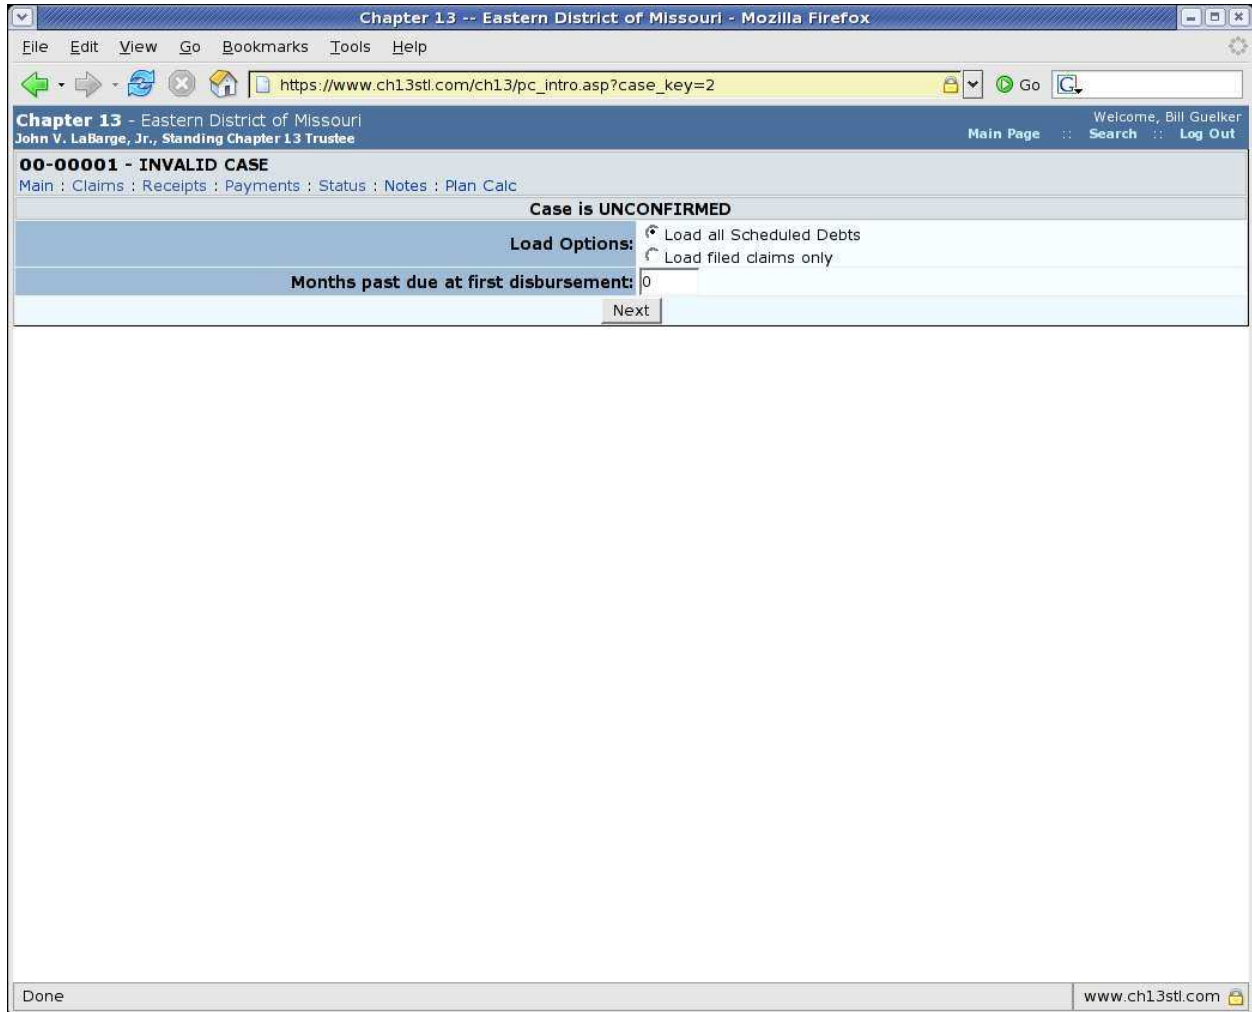 Chapter 13 -- Eastern District of Missouri - Mozilla Firefox
File Edit View Go Bookmarks Tools Help
https://www.ch13stl.com/ch13/pc_intro.asp?case_key=2 Go G
Chapter 13 - Eastern District of Missouri Welcome, Bill Guelker
John V. LaBarge, Jr., Standing Chapter 13 Trustee Main Page :: Search :: Log Out
00-00001 - INVALID CASE
Main : Claims : Receipts : Payments : Status : Notes : Plan Calc
Case is UNCONFIRMED
Load Options: Load all Scheduled Debts
Load filed claims only
Months past due at first disbursement: 0
Next
Done www.ch13stl.com